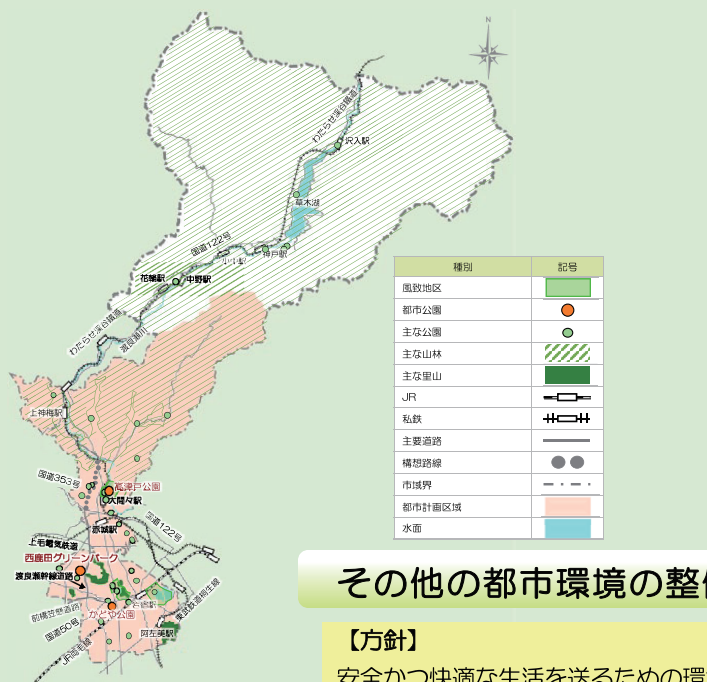 N
わたらせ渓谷鐵道
沢入駅
草木湖
国道122号
神戸駅
小中駅
花輪駅
中野駅
わたらせ渓谷鐵道
渡良瀬川
上神梅駅
国道353号
高津戸公園
大間々駅
国道122号
赤城駅
上毛電気鉄道
西鹿田グリーンパーク
渡良瀬幹線道路
前橋笠懸道路
かどや公園
岩宿駅
東武鉄道桐生線
国道50号
阿左美駅
JR両毛線
種別 記号
風致地区
都市公園
主な公園
主な山林
主な里山
JR
私鉄
主要道路
構想路線
市域界
都市計画区域
水面
その他の都市環境の整
【方針】
安全かつ快適な生活を送るための環